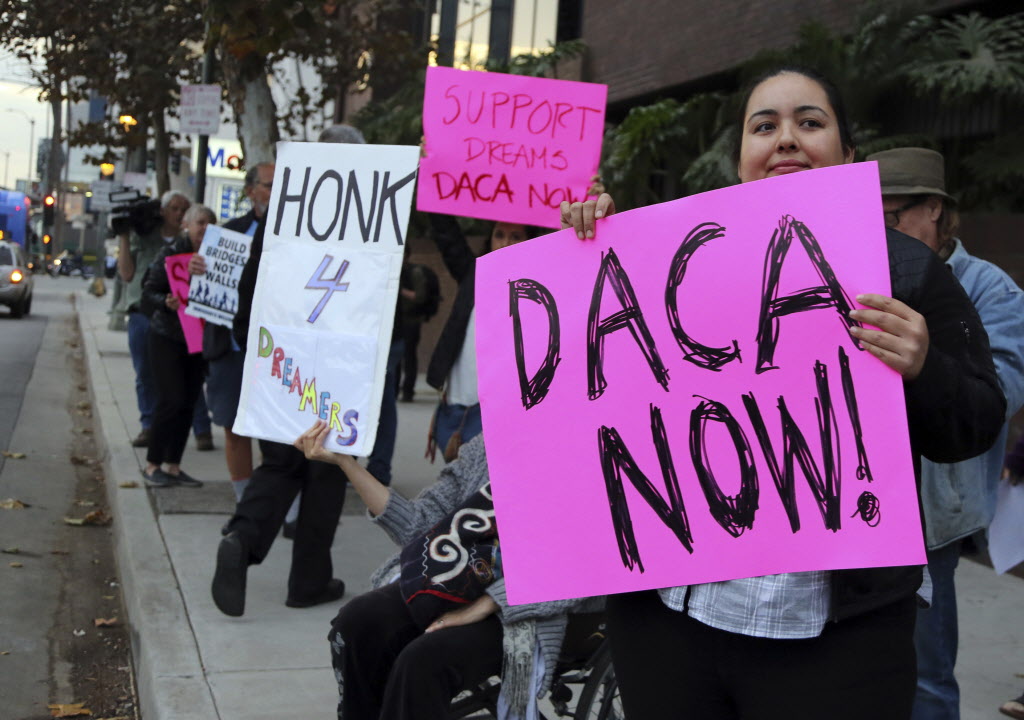 SUPPORT
DREAMS
DACA NOW
HONK
4
DREAMERS
BUILD
BRIDGES
NOT
WALLS
DACA
NOW!